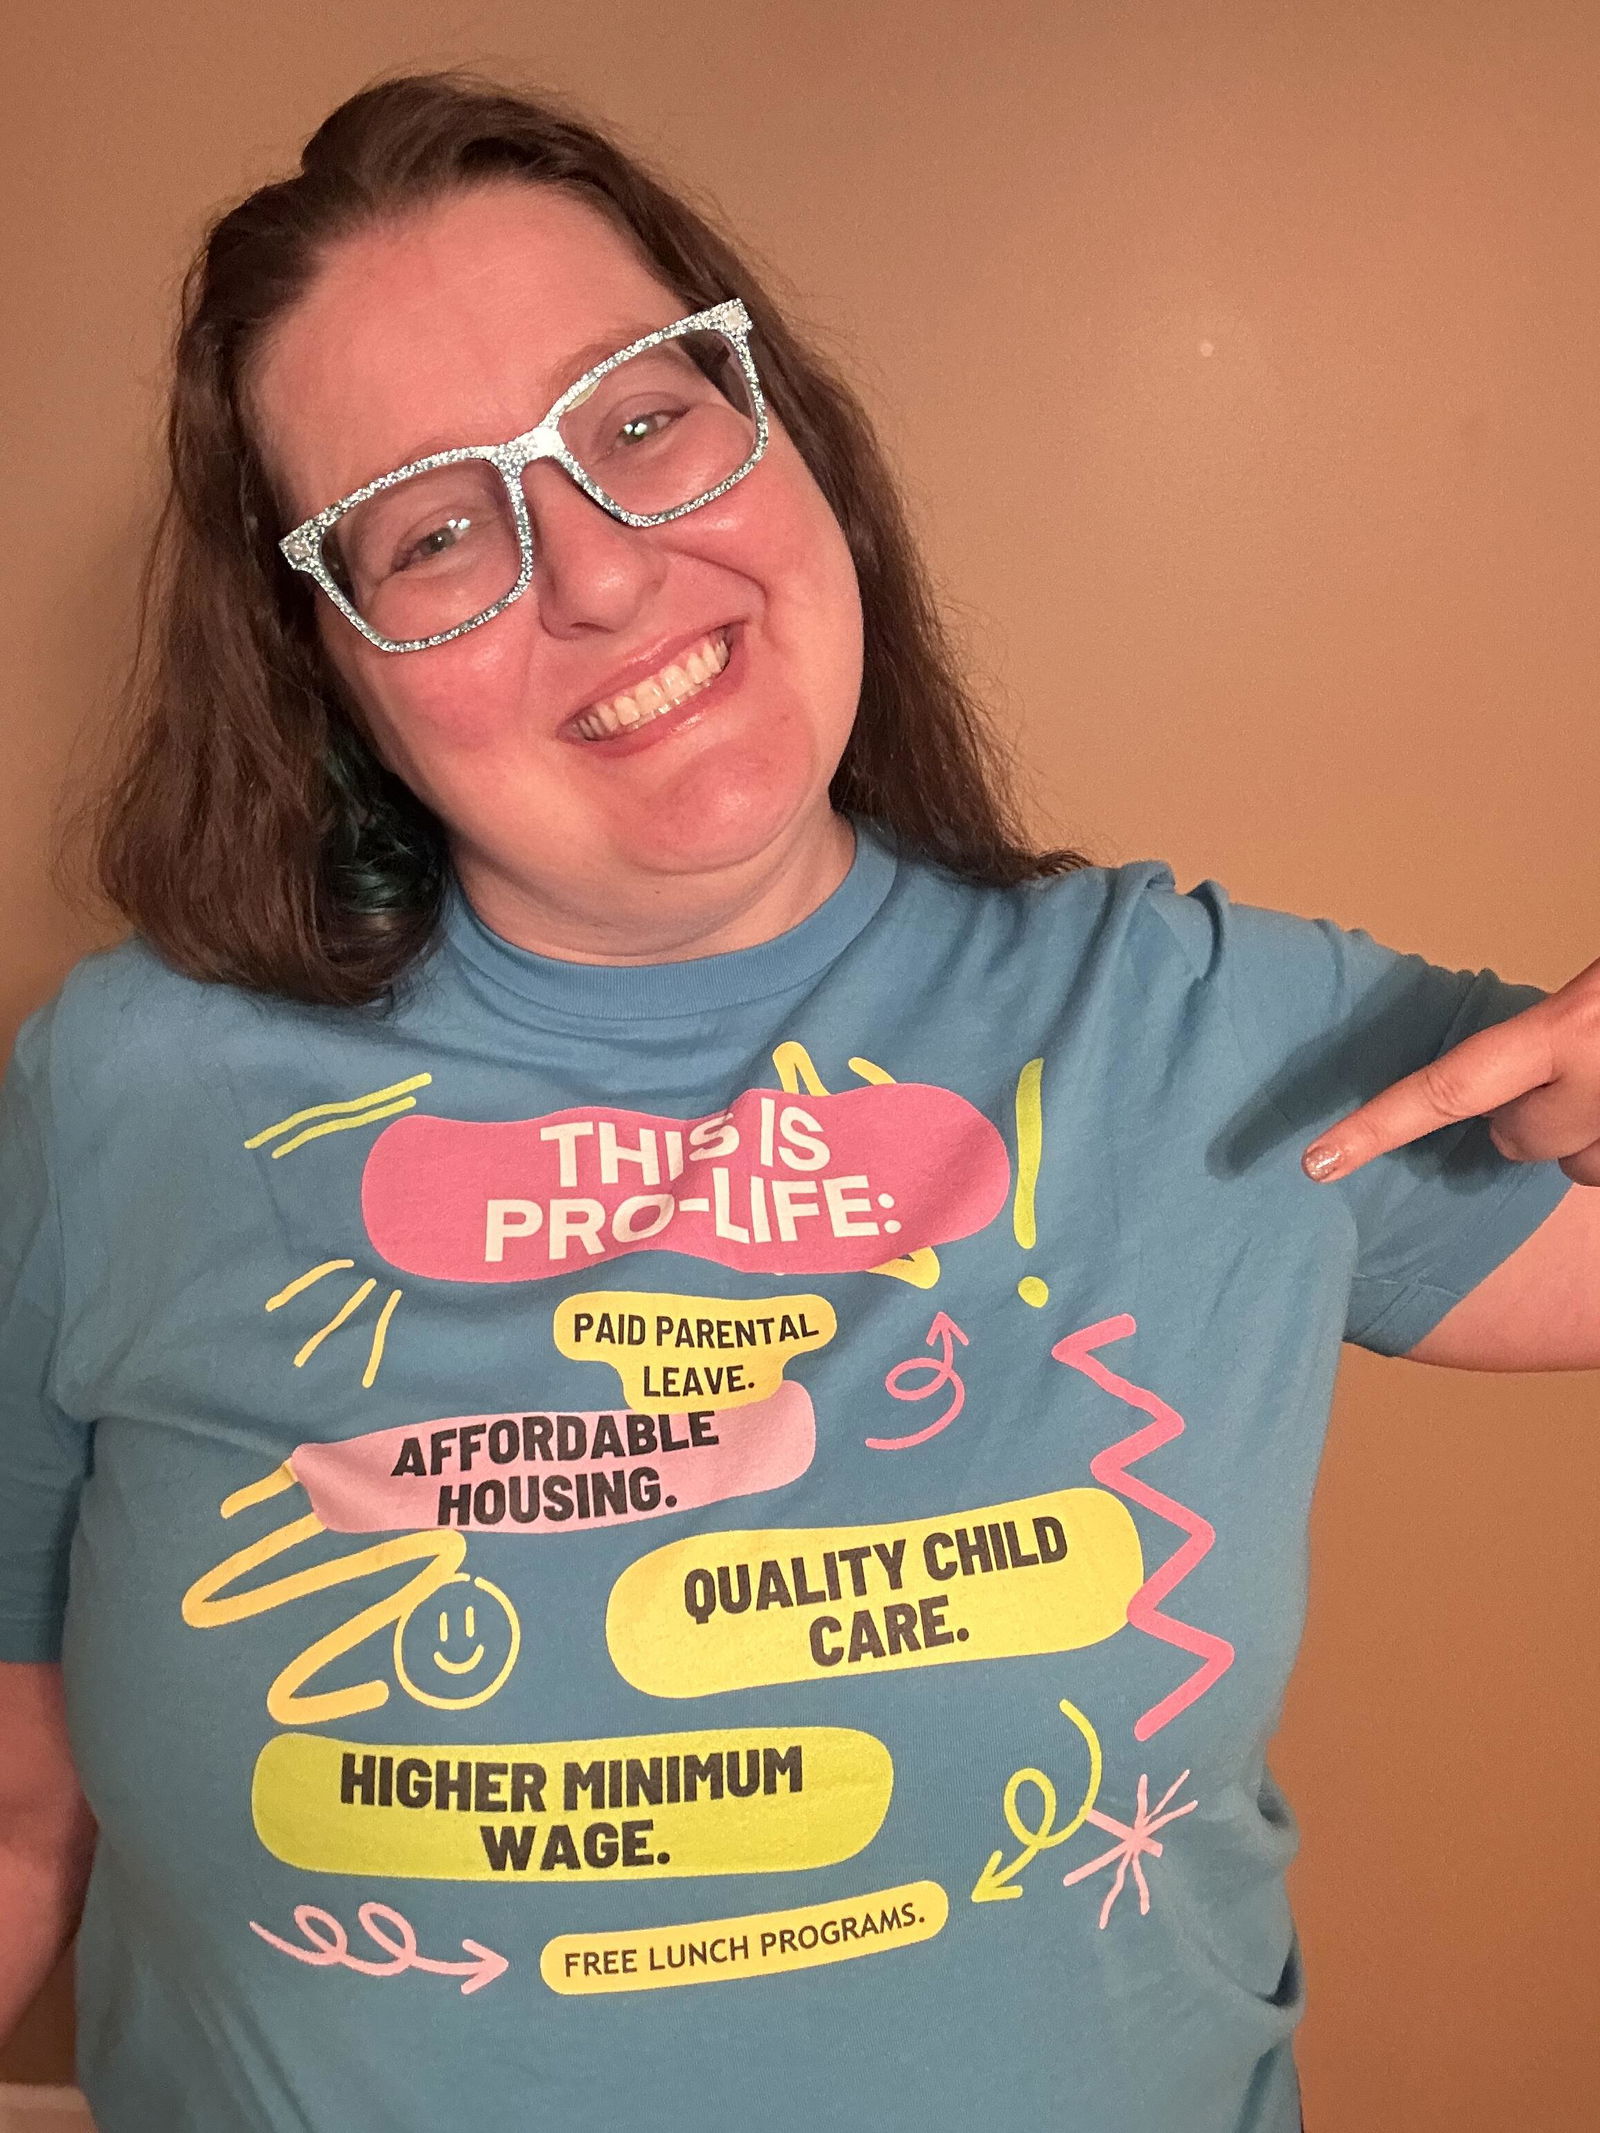 THIS IS
PRO-LIFE:
PAID PARENTAL
LEAVE.
AFFORDABLE
HOUSING.
QUALITY CHILD
CARE.
HIGHER MINIMUM
WAGE.
FREE LUNCH PROGRAMS.